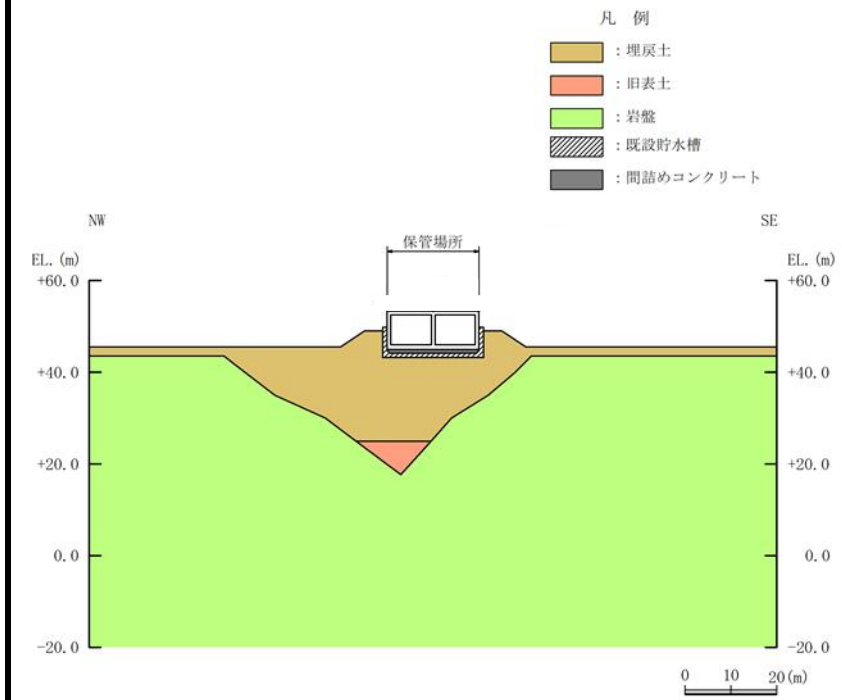 凡 例
：埋戻土
：旧表土
：岩盤
：既設貯水槽
：間詰めコンクリート
NW
SE
保管場所
EL. (m)
EL. (m)
+60.0
+60.0
+40.0
+40.0
+20.0
+20.0
0.0
0.0
-20.0
-20.0
0 10 20(m)